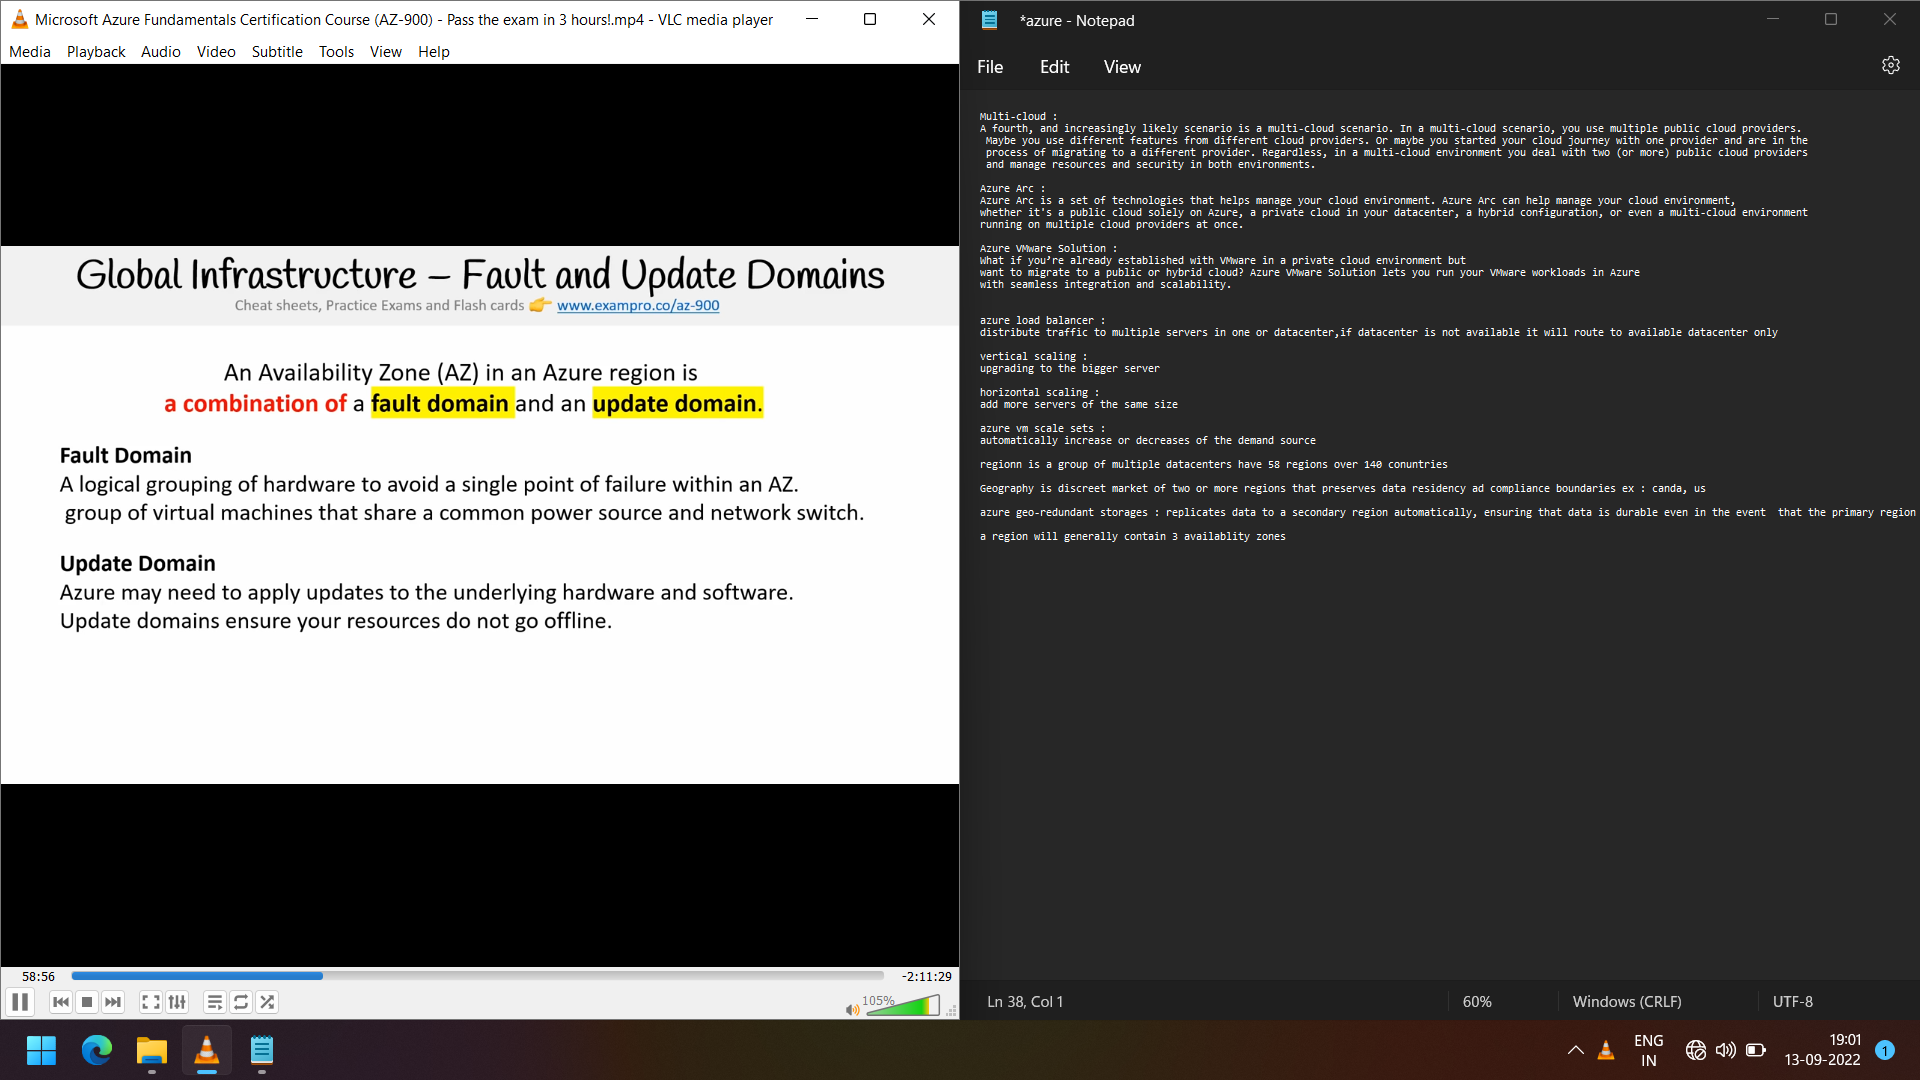 Microsoft Azure Fundamentals Certification Course (AZ-900) - Pass the exam in 3 hours!.mp4 - VLC media player
Media Playback Audio Video Subtitle Tools View Help
Global Infrastructure – Fault and Update Domains
Cheat sheets, Practice Exams and Flash cards 👉 www.exampro.co/az-900
An Availability Zone (AZ) in an Azure region is
a combination of a fault domain and an update domain.
Fault Domain
A logical grouping of hardware to avoid a single point of failure within an AZ.
group of virtual machines that share a common power source and network switch.
Update Domain
Azure may need to apply updates to the underlying hardware and software.
Update domains ensure your resources do not go offline.
58:56
-2:11:29
105%
*azure - Notepad
File Edit View
Multi-cloud :
A fourth, and increasingly likely scenario is a multi-cloud scenario. In a multi-cloud scenario, you use multiple public cloud providers.
Maybe you use different features from different cloud providers. Or maybe you started your cloud journey with one provider and are in the
process of migrating to a different provider. Regardless, in a multi-cloud environment you deal with two (or more) public cloud providers
and manage resources and security in both environments.
Azure Arc :
Azure Arc is a set of technologies that helps manage your cloud environment. Azure Arc can help manage your cloud environment,
whether it's a public cloud solely on Azure, a private cloud in your datacenter, a hybrid configuration, or even a multi-cloud environment
running on multiple cloud providers at once.
Azure VMware Solution :
What if you’re already established with VMware in a private cloud environment but
want to migrate to a public or hybrid cloud? Azure VMware Solution lets you run your VMware workloads in Azure
with seamless integration and scalability.
azure load balancer :
distribute traffic to multiple servers in one or datacenter,if datacenter is not available it will route to available datacenter only
vertical scaling :
upgrading to the bigger server
horizontal scaling :
add more servers of the same size
azure vm scale sets :
automatically increase or decreases of the demand source
regionn is a group of multiple datacenters have 58 regions over 140 conuntries
Geography is discreet market of two or more regions that preserves data residency ad compliance boundaries ex : canda, us
azure geo-redundant storages : replicates data to a secondary region automatically, ensuring that data is durable even in the event  that the primary region
a region will generally contain 3 availablity zones
Ln 38, Col 1
60%
Windows (CRLF)
UTF-8
ENG
IN
19:01
13-09-2022
1